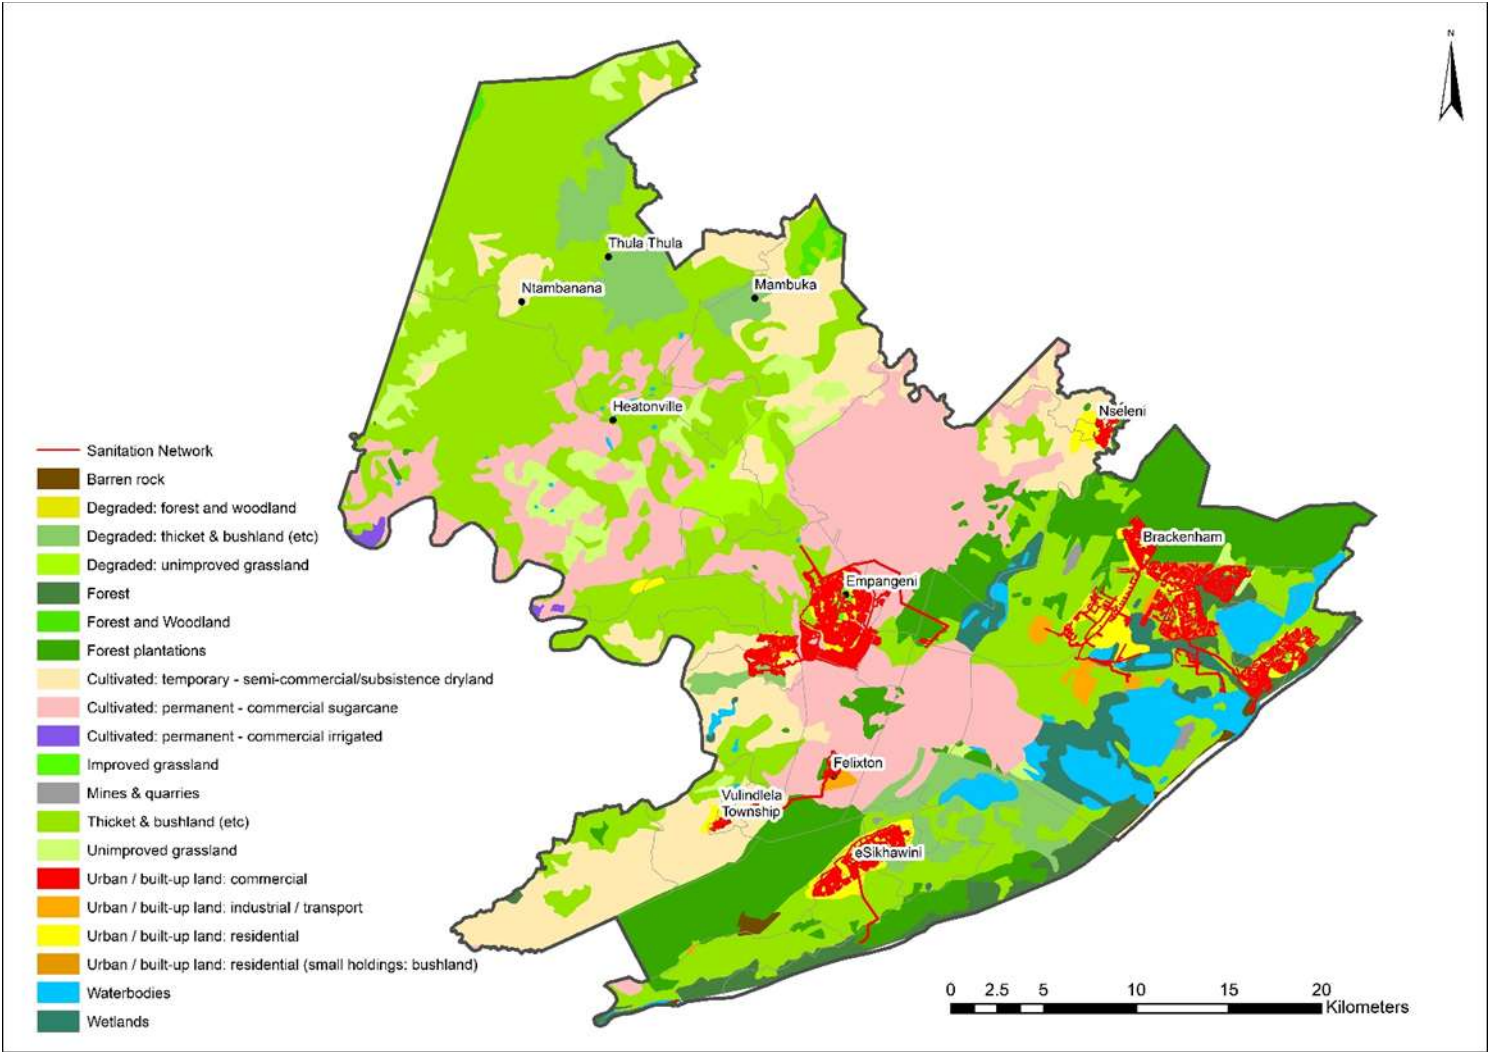 N
Thula Thula
Ntambanana
Mambuka
Heatonville
Nseleni
Brackenham
Empangeni
Felixton
Vulindlela
Township
eSikhawini
Sanitation Network
Barren rock
Degraded: forest and woodland
Degraded: thicket & bushland (etc)
Degraded: unimproved grassland
Forest
Forest and Woodland
Forest plantations
Cultivated: temporary - semi-commercial/subsistence dryland
Cultivated: permanent - commercial sugarcane
Cultivated: permanent - commercial irrigated
Improved grassland
Mines & quarries
Thicket & bushland (etc)
Unimproved grassland
Urban / built-up land: commercial
Urban / built-up land: industrial / transport
Urban / built-up land: residential
Urban / built-up land: residential (small holdings: bushland)
Waterbodies
Wetlands
0 2.5 5 10 15 20
Kilometers